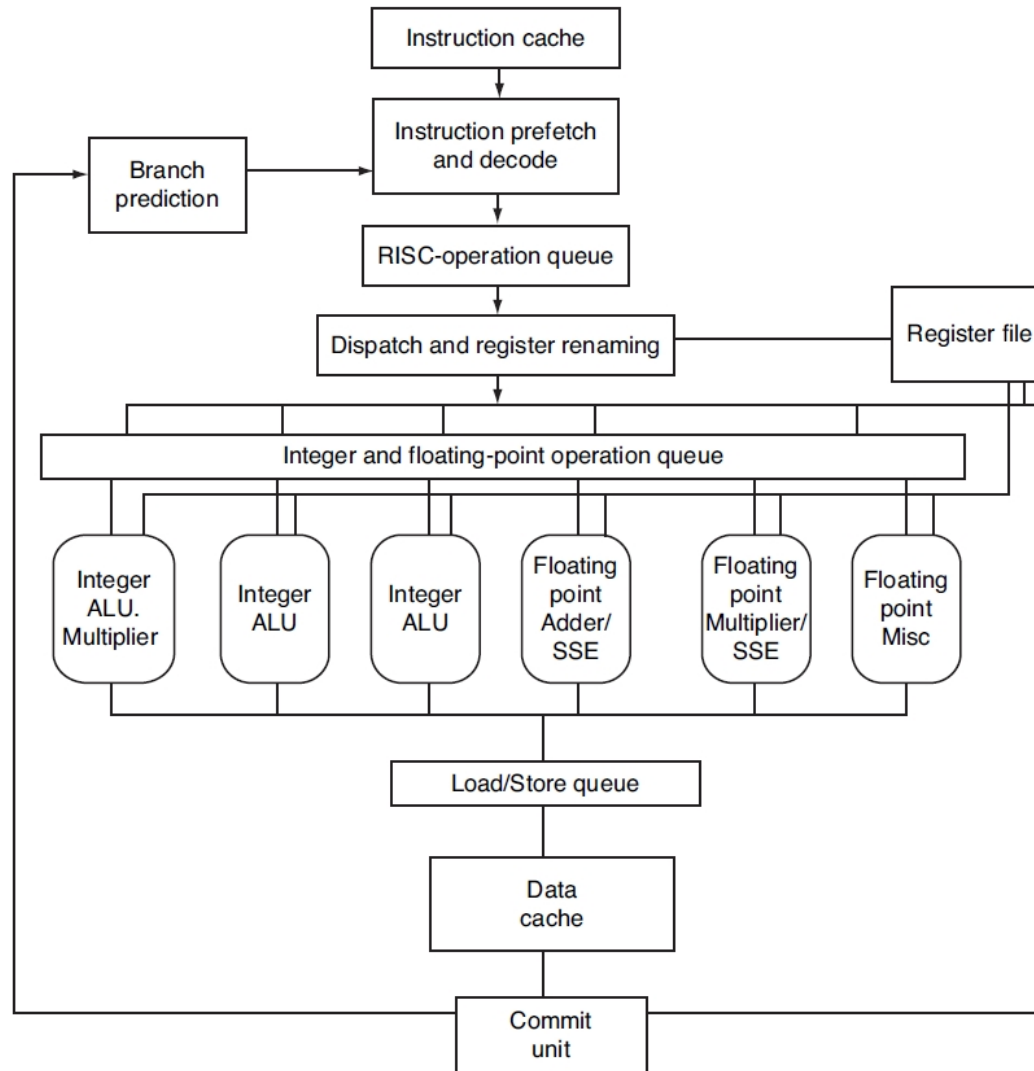 Instruction cache
Instruction prefetch
and decode
Branch
prediction
RISC-operation queue
Dispatch and register renaming
Register file
Integer and floating-point operation queue
Integer
ALU.
Multiplier
Integer
ALU
Integer
ALU
Floating
point
Adder/
SSE
Floating
point
Multiplier/
SSE
Floating
point
Misc
Load/Store queue
Data
cache
Commit
unit